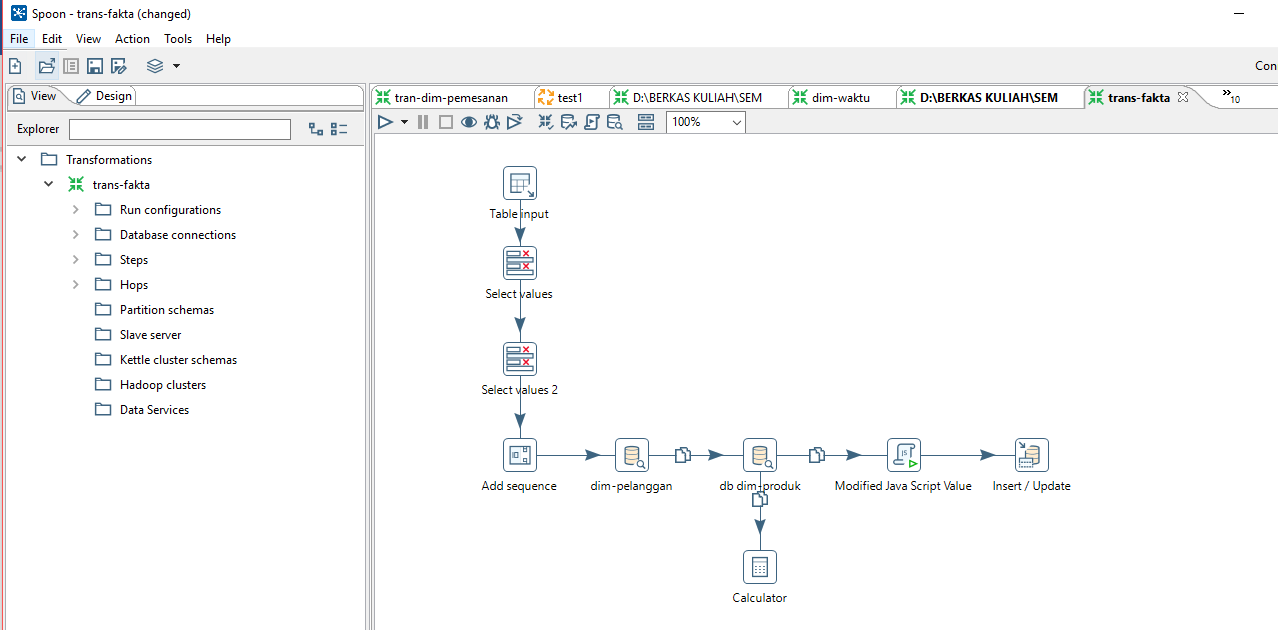 Spoon - trans-fakta (changed)
File Edit View Action Tools Help
Con
View Design
tran-dim-pemesanan test1 D:\BERKAS KULIAH\SEM dim-waktu D:\BERKAS KULIAH\SEM trans-fakta »10
Explorer
100%
Transformations
trans-fakta
Run configurations
Database connections
Steps
Hops
Partition schemas
Slave server
Kettle cluster schemas
Hadoop clusters
Data Services
Table input
Select values
Select values 2
Add sequence dim-pelanggan db dim-produk Modified Java Script Value Insert / Update
Calculator